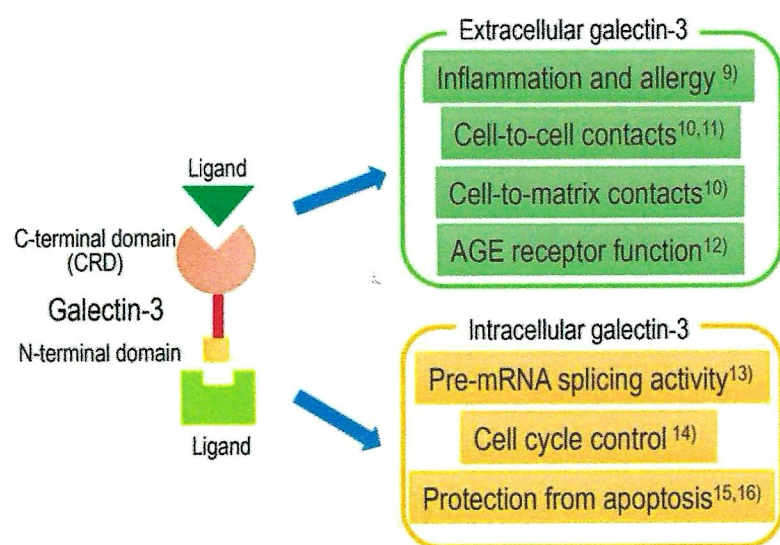 Ligand
C-terminal domain
(CRD)
Galectin-3
N-terminal domain
Ligand
Extracellular galectin-3
Inflammation and allergy 9)
Cell-to-cell contacts10,11)
Cell-to-matrix contacts10)
AGE receptor function12)
Intracellular galectin-3
Pre-mRNA splicing activity13)
Cell cycle control 14)
Protection from apoptosis15,16)